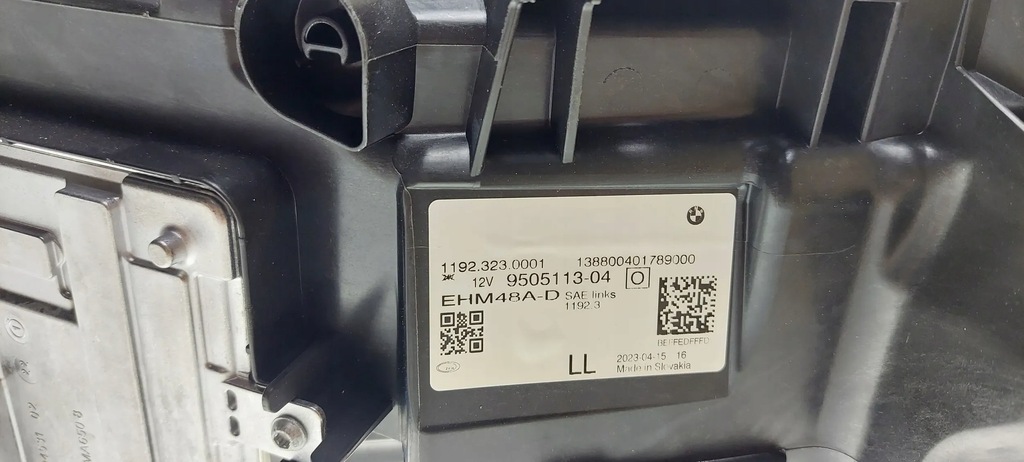 1192.323.0001 138800401789000
12V 9505113-04 O
EHM48A-D SAE links
1192.3
LL
2023-04-15 16
Made in Slovakia